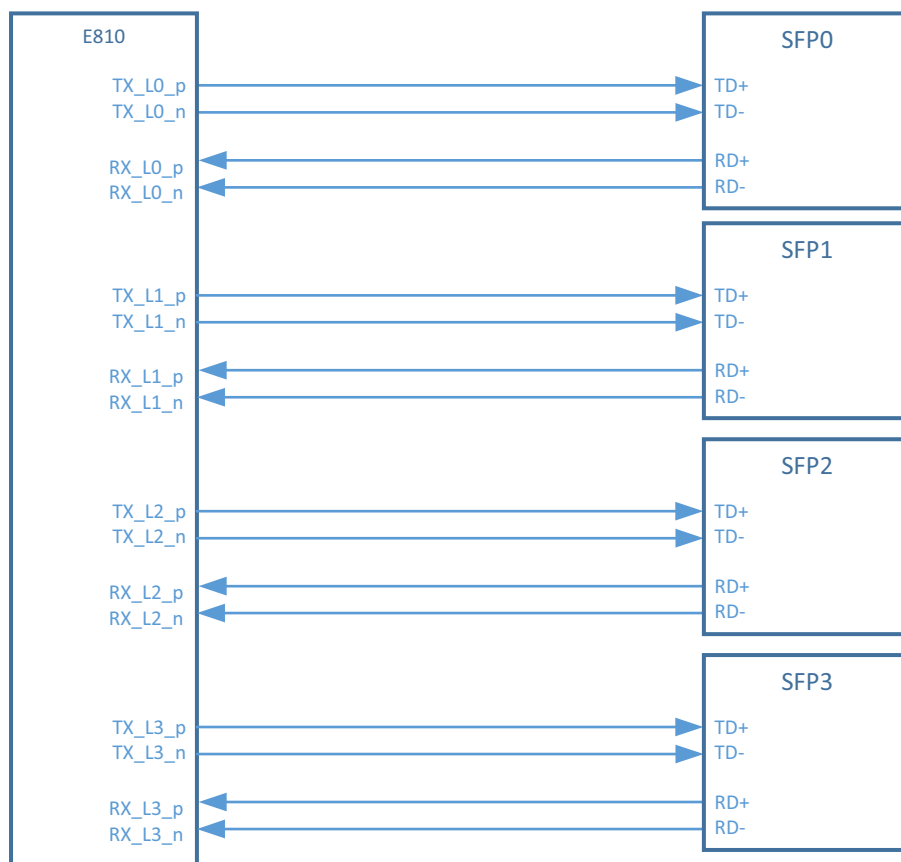 E810
SFP0
TX_L0_p
TD+
TX_L0_n
TD-
RX_L0_p
RD+
RX_L0_n
RD-
SFP1
TX_L1_p
TD+
TX_L1_n
TD-
RX_L1_p
RD+
RX_L1_n
RD-
SFP2
TX_L2_p
TD+
TX_L2_n
TD-
RX_L2_p
RD+
RX_L2_n
RD-
SFP3
TX_L3_p
TD+
TX_L3_n
TD-
RX_L3_p
RD+
RX_L3_n
RD-